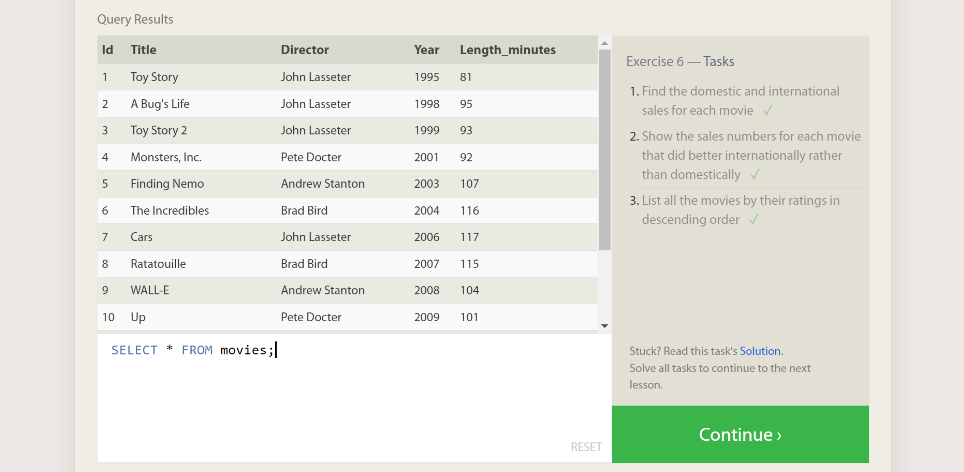 Query Results
Id Title Director Year Length_minutes
1 Toy Story John Lasseter 1995 81
2 A Bug's Life John Lasseter 1998 95
3 Toy Story 2 John Lasseter 1999 93
4 Monsters, Inc. Pete Docter 2001 92
5 Finding Nemo Andrew Stanton 2003 107
6 The Incredibles Brad Bird 2004 116
7 Cars John Lasseter 2006 117
8 Ratatouille Brad Bird 2007 115
9 WALL-E Andrew Stanton 2008 104
10 Up Pete Docter 2009 101
SELECT * FROM movies;
RESET
Exercise 6 — Tasks
1. Find the domestic and international
sales for each movie ✓
2. Show the sales numbers for each movie
that did better internationally rather
than domestically ✓
3. List all the movies by their ratings in
descending order ✓
Stuck? Read this task's Solution.
Solve all tasks to continue to the next
lesson.
Continue ›